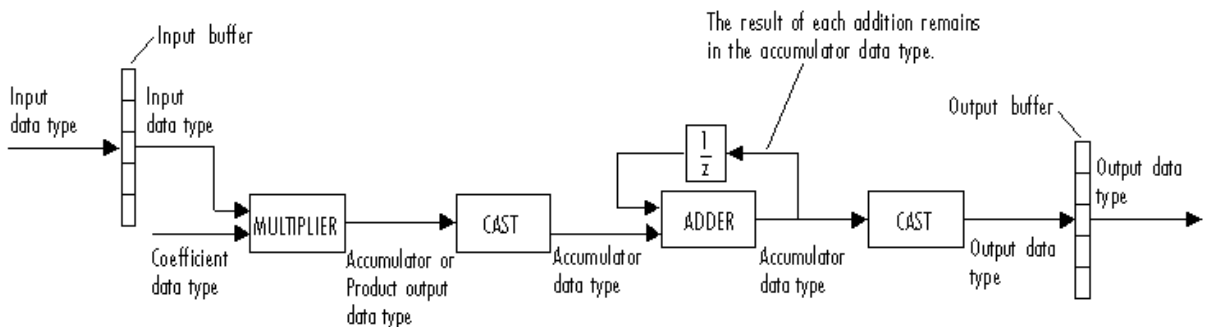 The result of each addition remains
in the accumulator data type.
Input buffer
Input
data type
Input
data type
Output buffer
1
z
Output data
type
MULTIPLIER
CAST
ADDER
CAST
Coefficient
data type
Accumulator or
Product output
data type
Accumulator
data type
Accumulator
data type
Output data
type